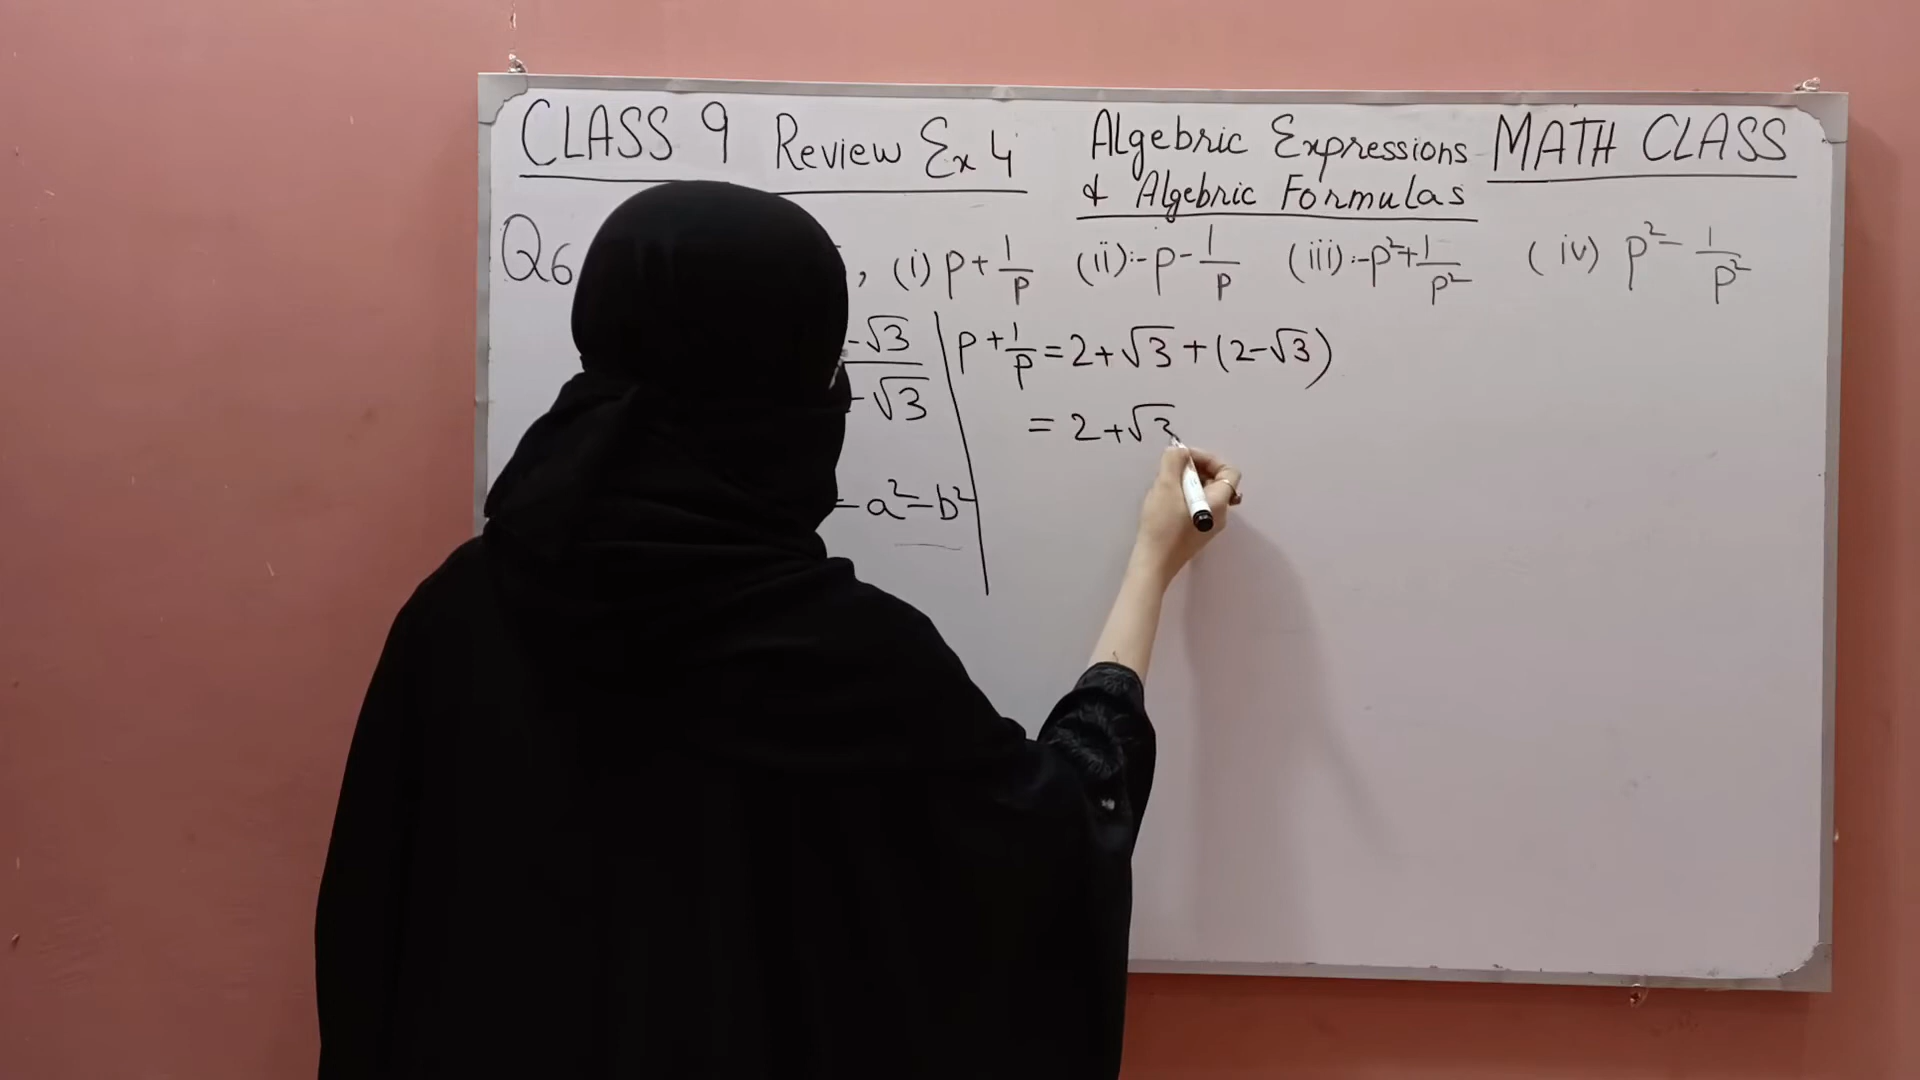 CLASS 9 Review Ex 4 Algebric Expressions MATH CLASS
& Algebric Formulas
Q6 , (i) p + 1/p (ii):- p - 1/p (iii):- p² + 1/p² (iv) p² - 1/p²
-√3 p + 1/p = 2+√3 + (2-√3)
-√3 = 2+√3
= a² - b²